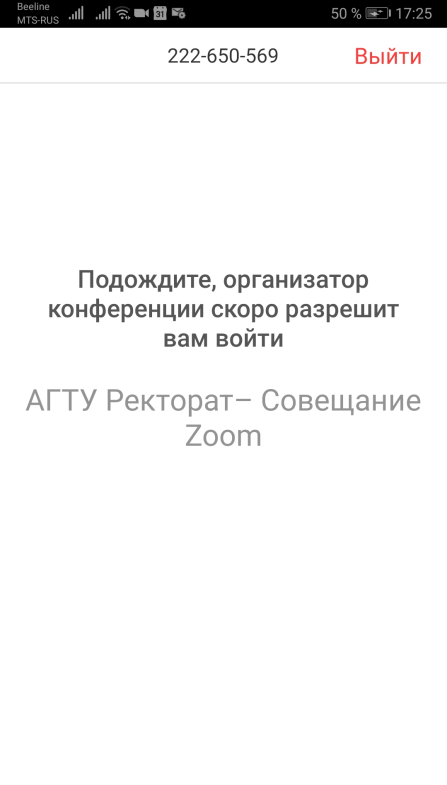 Beeline
MTS-RUS
31
50 %
17:25
222-650-569
Выйти
Подождите, организатор
конференции скоро разрешит
вам войти
АГТУ Ректорат– Совещание
Zoom